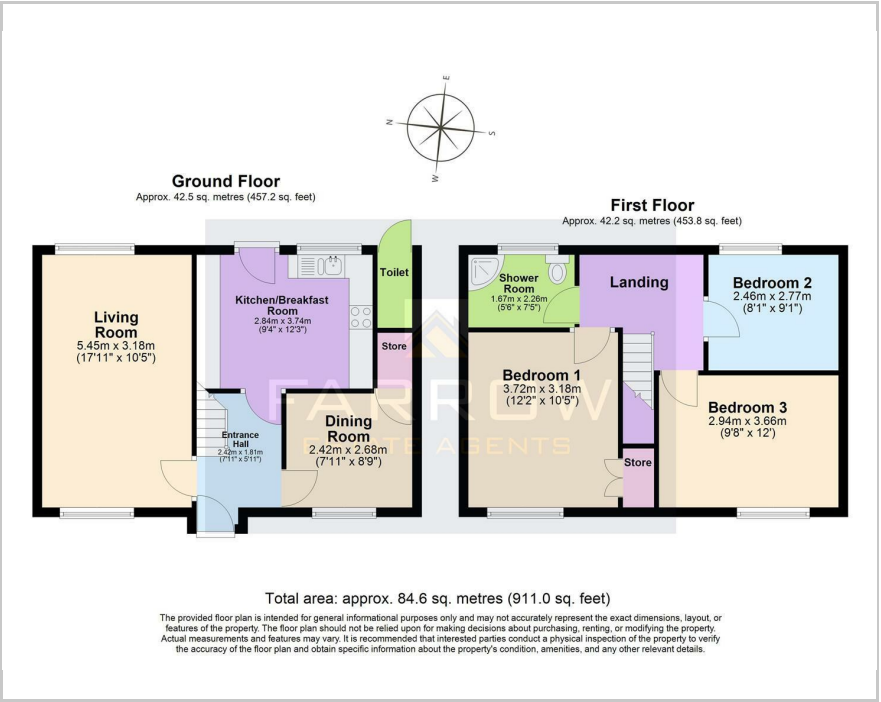 E
N
S
W
Ground Floor
Approx. 42.5 sq. metres (457.2 sq. feet)
Living
Room
5.45m x 3.18m
(17'11" x 10'5")
Kitchen/Breakfast
Room
2.84m x 3.74m
(9'4" x 12'3")
Toilet
Store
Entrance
Hall
2.42m x 1.81m
(7'11" x 5'11")
Dining
Room
2.42m x 2.68m
(7'11" x 8'9")
First Floor
Approx. 42.2 sq. metres (453.8 sq. feet)
Shower
Room
1.67m x 2.26m
(5'6" x 7'5")
Landing
Bedroom 2
2.46m x 2.77m
(8'1" x 9'1")
Bedroom 1
3.72m x 3.18m
(12'2" x 10'5")
Store
Bedroom 3
2.94m x 3.66m
(9'8" x 12')
FARROW
ESTATE AGENTS
Total area: approx. 84.6 sq. metres (911.0 sq. feet)
The provided floor plan is intended for general informational purposes only and may not accurately represent the exact dimensions, layout, or
features of the property. The floor plan should not be relied upon for making decisions about purchasing, renting, or modifying the property.
Actual measurements and features may vary. It is recommended that interested parties conduct a physical inspection of the property to verify
the accuracy of the floor plan and obtain specific information about the property's condition, amenities, and any other relevant details.